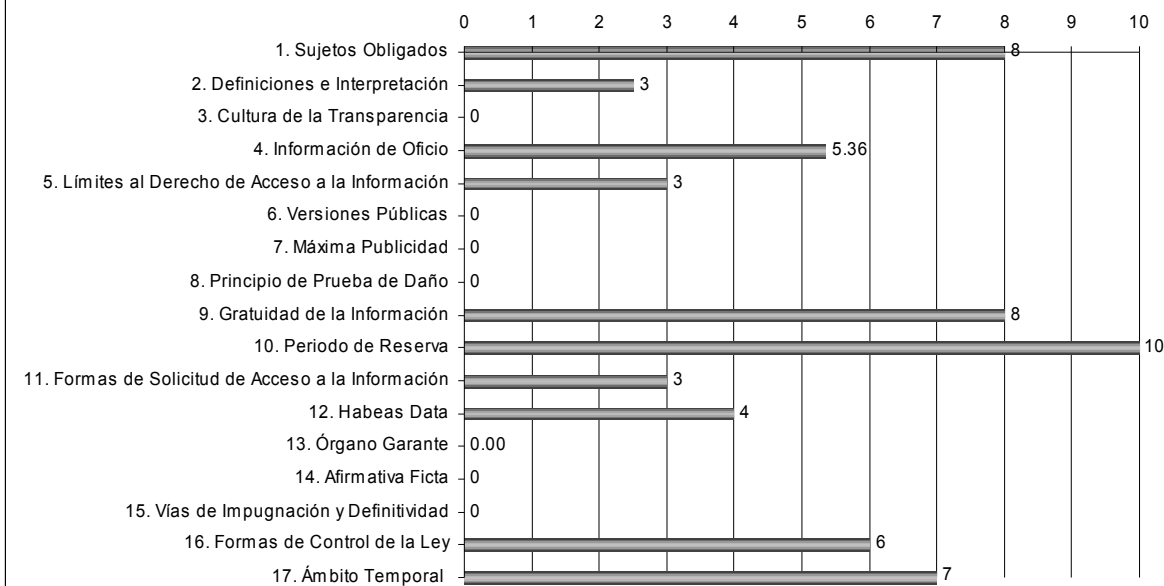 0 1 2 3 4 5 6 7 8 9 10
1. Sujetos Obligados 8
2. Definiciones e Interpretación 3
3. Cultura de la Transparencia 0
4. Información de Oficio 5.36
5. Límites al Derecho de Acceso a la Información 3
6. Versiones Públicas 0
7. Máxima Publicidad 0
8. Principio de Prueba de Daño 0
9. Gratuidad de la Información 8
10. Periodo de Reserva 10
11. Formas de Solicitud de Acceso a la Información 3
12. Habeas Data 4
13. Órgano Garante 0.00
14. Afirmativa Ficta 0
15. Vías de Impugnación y Definitividad 0
16. Formas de Control de la Ley 6
17. Ámbito Temporal 7